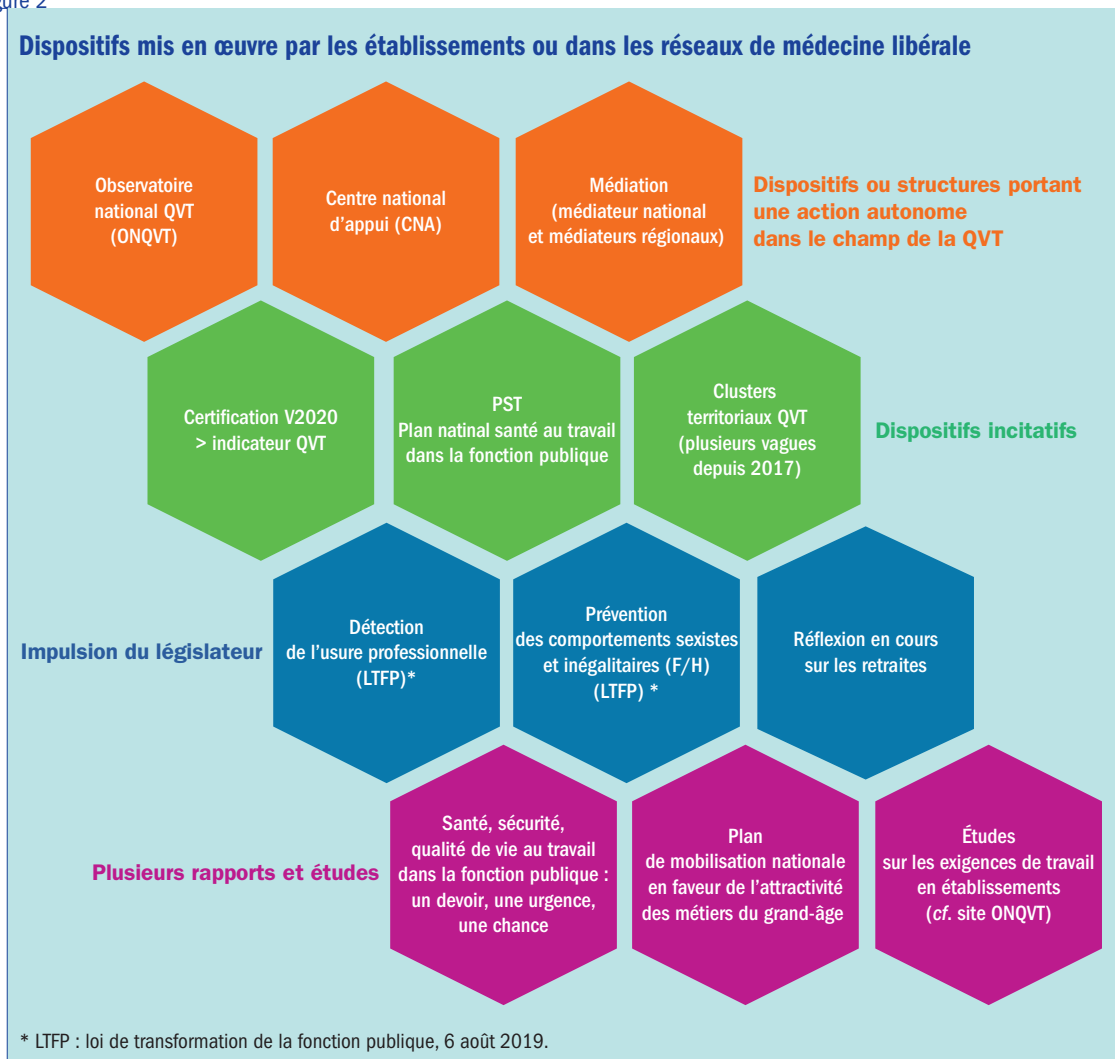 Figure 2
Dispositifs mis en œuvre par les établissements ou dans les réseaux de médecine libérale
Observatoire
national QVT
(ONQVT)
Centre national
d'appui (CNA)
Médiation
(médiateur national
et médiateurs régionaux)
Dispositifs ou structures portant
une action autonome
dans le champ de la QVT
Certification V2020
> indicateur QVT
PST
Plan natinal santé au travail
dans la fonction publique
Clusters
territoriaux QVT
(plusieurs vagues
depuis 2017)
Dispositifs incitatifs
Impulsion du législateur
Détection
de l'usure professionnelle
(LTFP)*
Prévention
des comportements sexistes
et inégalitaires (F/H)
(LTFP) *
Réflexion en cours
sur les retraites
Plusieurs rapports et études
Santé, sécurité,
qualité de vie au travail
dans la fonction publique :
un devoir, une urgence,
une chance
Plan
de mobilisation nationale
en faveur de l'attractivité
des métiers du grand-âge
Études
sur les exigences de travail
en établissements
(cf. site ONQVT)
* LTFP : loi de transformation de la fonction publique, 6 août 2019.